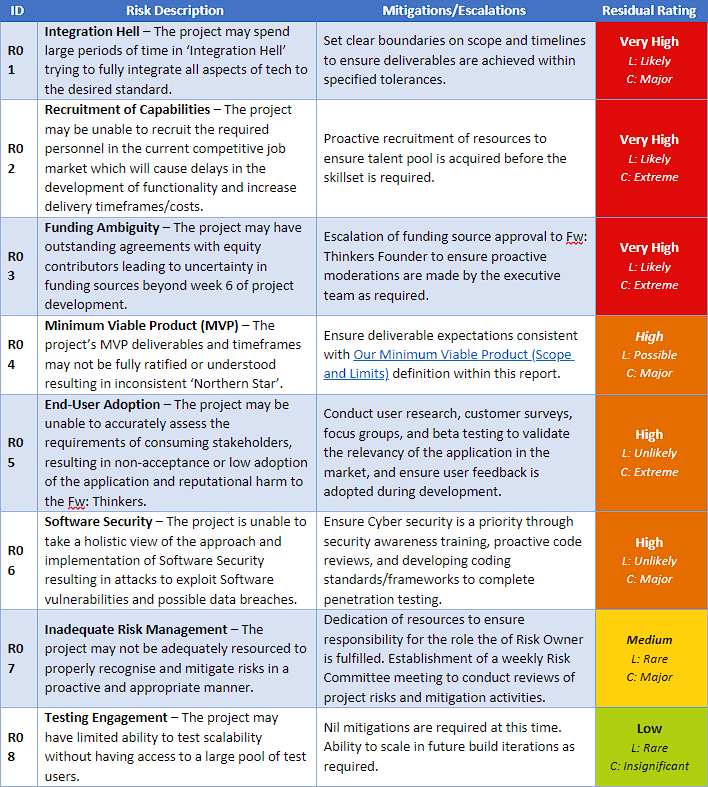 ID
Risk Description
Mitigations/Escalations
Residual Rating
R0
1
Integration Hell – The project may spend
large periods of time in ‘Integration Hell’
trying to fully integrate all aspects of tech to
the desired standard.
Set clear boundaries on scope and timelines
to ensure deliverables are achieved within
specified tolerances.
Very High
L: Likely
C: Major
R0
2
Recruitment of Capabilities – The project
may be unable to recruit the required
personnel in the current competitive job
market which will cause delays in the
development of functionality and increase
delivery timeframes/costs.
Proactive recruitment of resources to
ensure talent pool is acquired before the
skillset is required.
Very High
L: Likely
C: Extreme
R0
3
Funding Ambiguity – The project may have
outstanding agreements with equity
contributors leading to uncertainty in
funding sources beyond week 6 of project
development.
Escalation of funding source approval to Fw:
Thinkers Founder to ensure proactive
moderations are made by the executive
team as required.
Very High
L: Likely
C: Extreme
R0
4
Minimum Viable Product (MVP) – The
project’s MVP deliverables and timeframes
may not be fully ratified or understood
resulting in inconsistent ‘Northern Star’.
Ensure deliverable expectations consistent
with Our Minimum Viable Product (Scope
and Limits) definition within this report.
High
L: Possible
C: Major
R0
5
End-User Adoption – The project may be
unable to accurately assess the
requirements of consuming stakeholders,
resulting in non-acceptance or low adoption
of the application and reputational harm to
the Fw: Thinkers.
Conduct user research, customer surveys,
focus groups, and beta testing to validate
the relevancy of the application in the
market, and ensure user feedback is
adopted during development.
High
L: Unlikely
C: Extreme
R0
6
Software Security – The project is unable to
take a holistic view of the approach and
implementation of Software Security
resulting in attacks to exploit Software
vulnerabilities and possible data breaches.
Ensure Cyber security is a priority through
security awareness training, proactive code
reviews, and developing coding
standards/frameworks to complete
penetration testing.
High
L: Unlikely
C: Major
R0
7
Inadequate Risk Management – The
project may not be adequately resourced to
properly recognise and mitigate risks in a
proactive and appropriate manner.
Dedication of resources to ensure
responsibility for the role the of Risk Owner
is fulfilled. Establishment of a weekly Risk
Committee meeting to conduct reviews of
project risks and mitigation activities.
Medium
L: Rare
C: Major
R0
8
Testing Engagement – The project may
have limited ability to test scalability
without having access to a large pool of test
users.
Nil mitigations are required at this time.
Ability to scale in future build iterations as
required.
Low
L: Rare
C: Insignificant